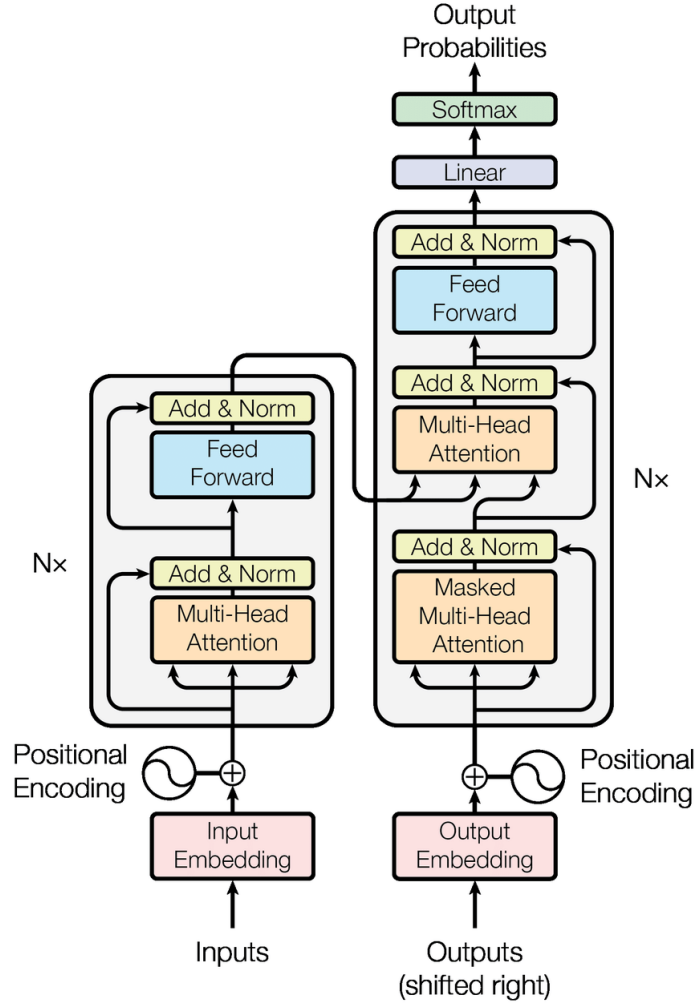 Output
Probabilities
Softmax
Linear
Add & Norm
Feed
Forward
Add & Norm
Multi-Head
Attention
Nx
Add & Norm
Masked
Multi-Head
Attention
Add & Norm
Feed
Forward
Nx
Add & Norm
Multi-Head
Attention
Positional
Encoding
Positional
Encoding
Input
Embedding
Output
Embedding
Inputs
Outputs
(shifted right)